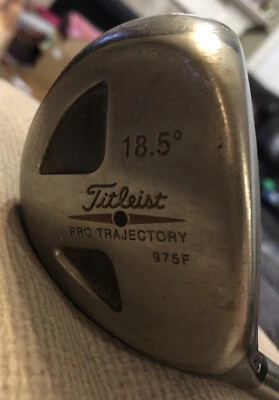 18.5°
Titleist
PRO TRAJECTORY
975F